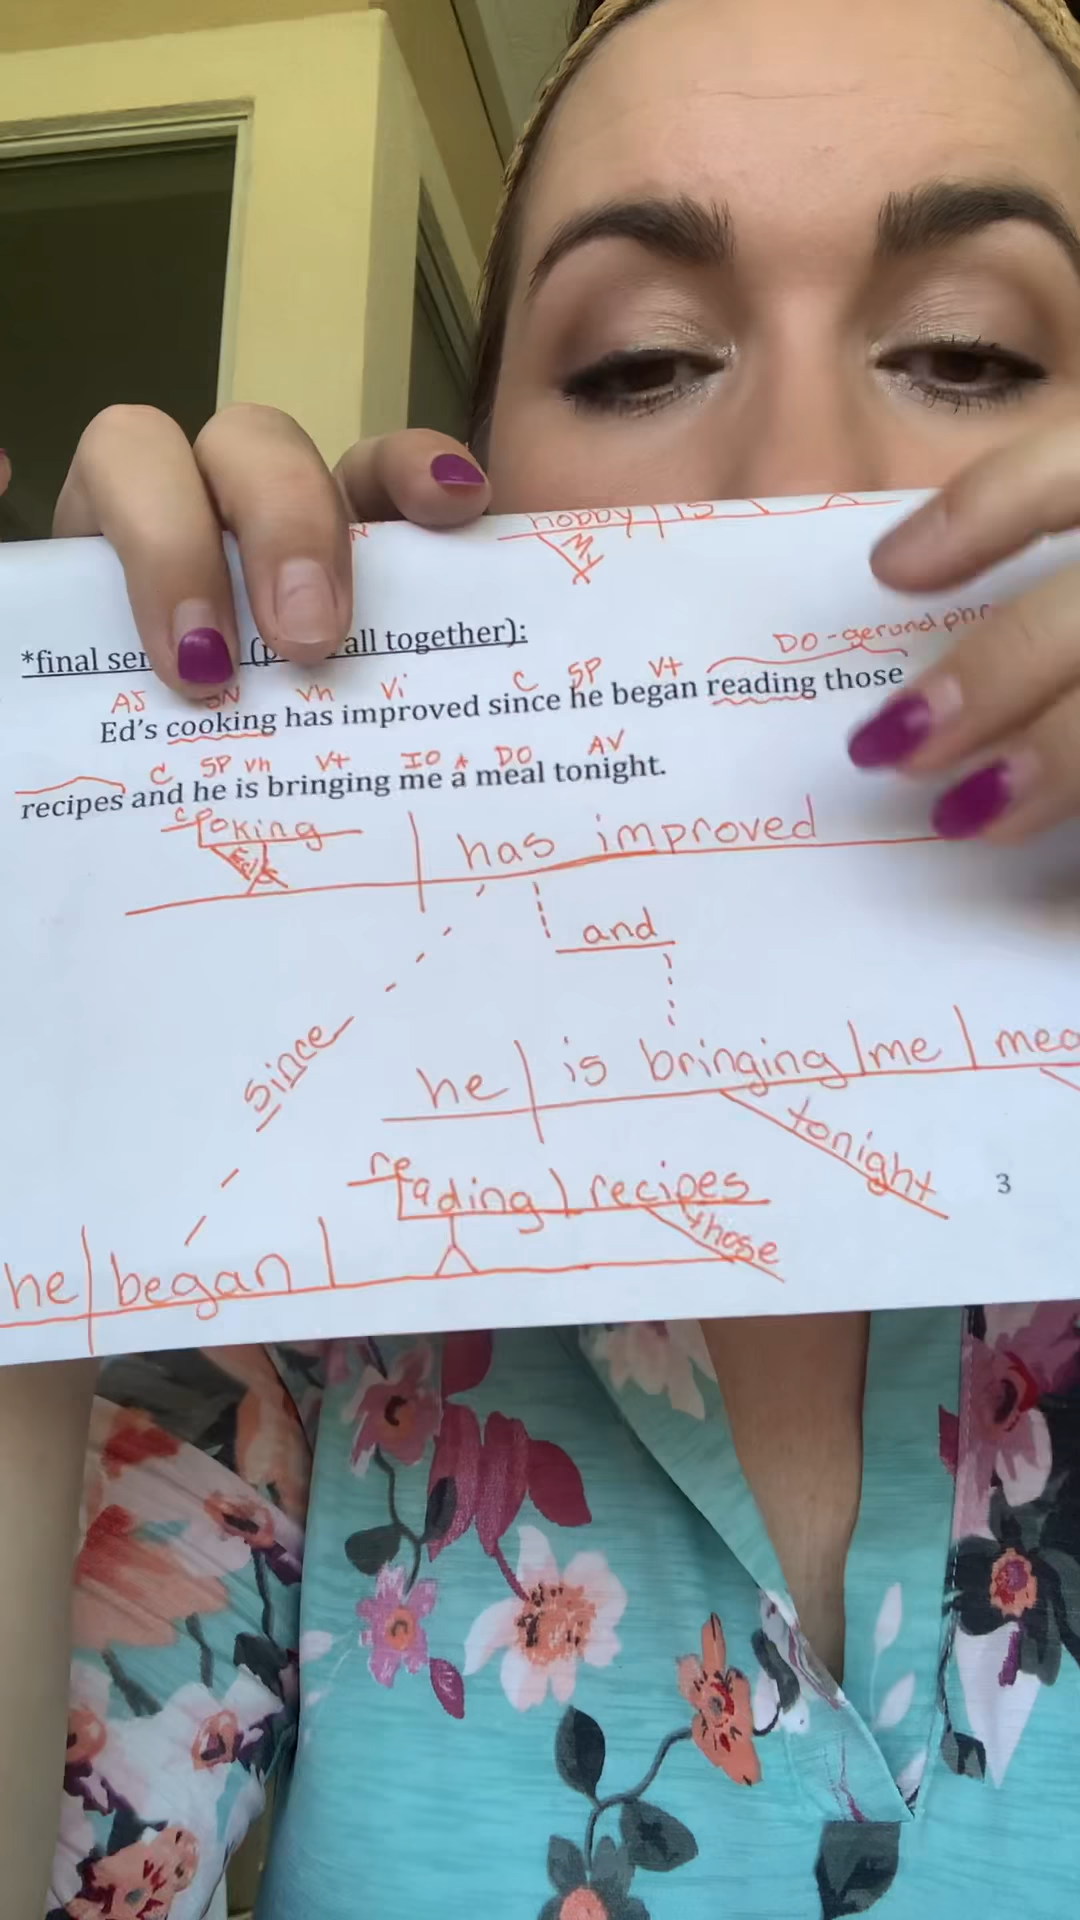 hobby | is
My
*final (p all together):
DO - gerund phr
AJ SN Vh Vi C SP Vt
Ed's cooking has improved since he began reading those
C SP Vh Vt IO A DO AV
recipes and he is bringing me a meal tonight.
cooking | has improved
Ed's
and
since
he | is bringing | me | mea
tonight
3
reading | recipes
those
he | began |